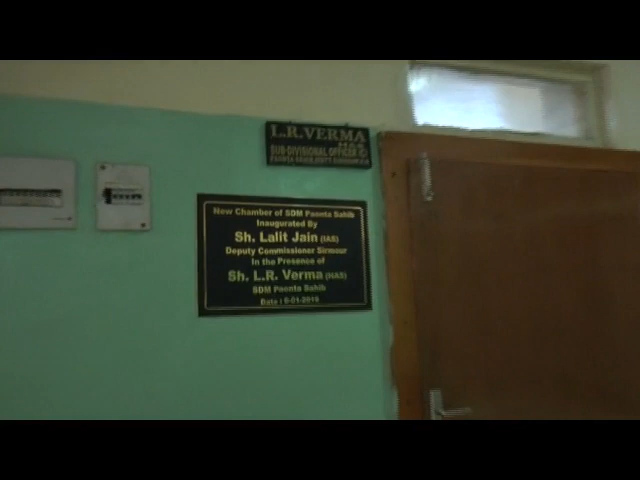 L.R.VERMA
H.A.S.
SUB-DIVISIONAL OFFICER (C)
New Chamber of SDM Paonta Sahib
Inaugurated By
Sh. Lalit Jain (IAS)
Deputy Commissioner Sirmour
In the Presence of
Sh. L.R. Verma (HAS)
SDM Paonta Sahib
Date :